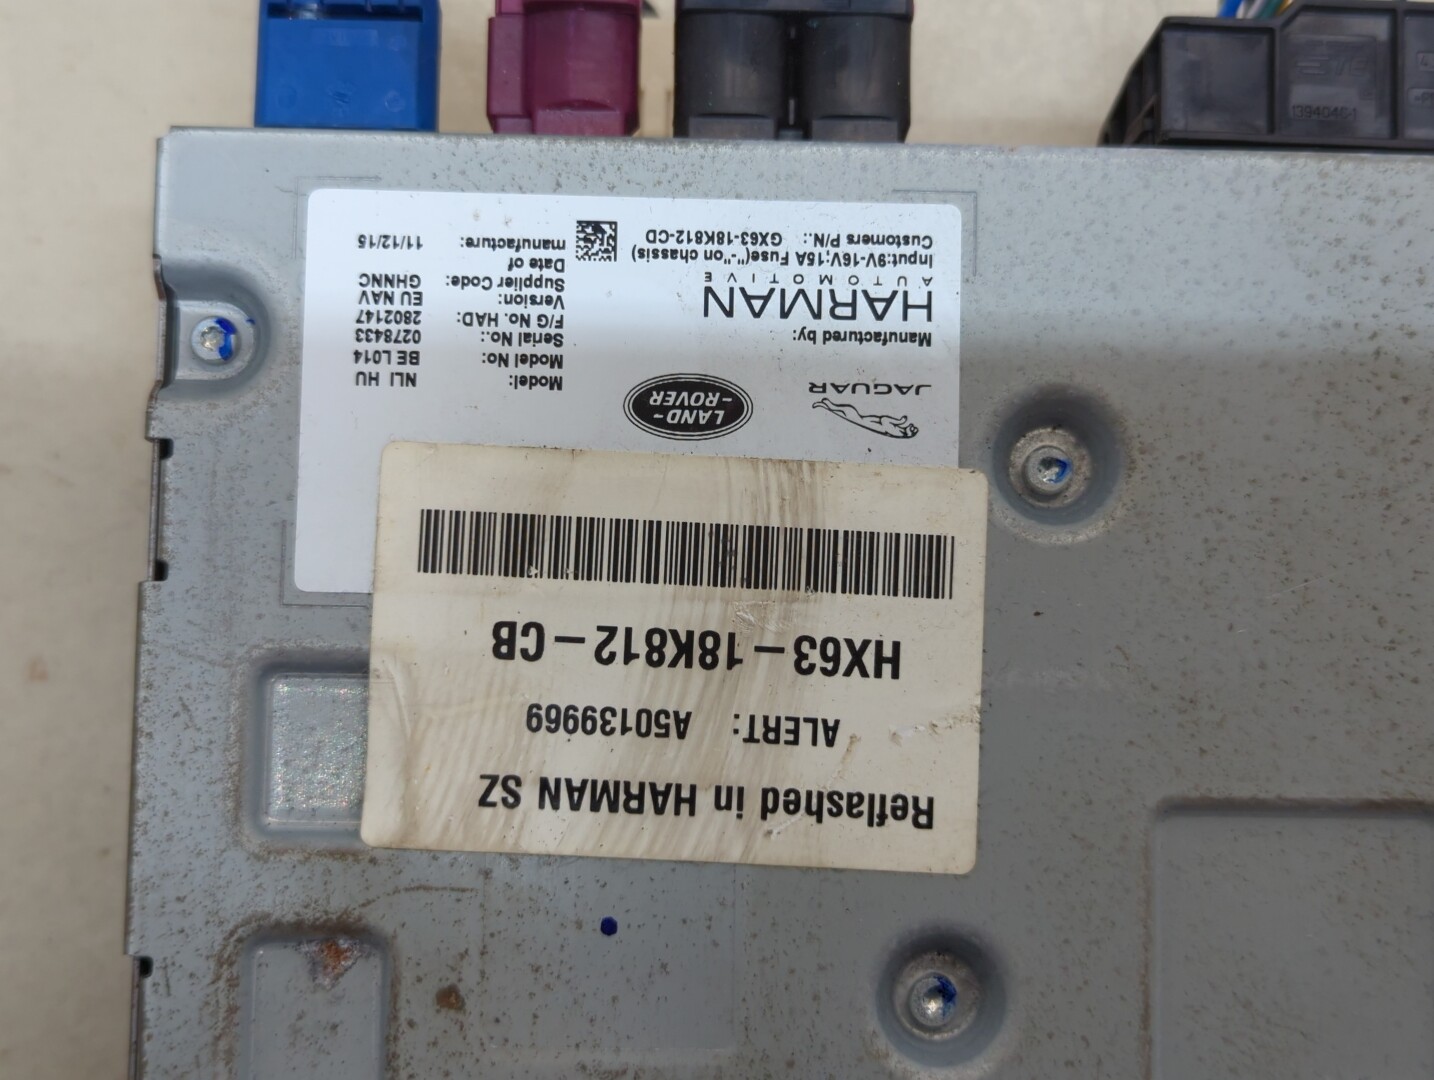 Reflashed in HARMAN SZ
ALERT: A50139969
HX63-18K812-CB
JAGUAR
LAND-
-ROVER
Manufactured by:
HARMAN
AUTOMOTIVE
Input:9V-16V;15A Fuse("-"on chassis)
Customers P/N.: GX63-18K812-CD
Model: NLI HU
Model No: BE L014
Serial No.: 0278433
F/G No. HAD: 2802147
Version: EU NAV
Supplier Code: GHNNC
Date of
manufacture: 11/12/15